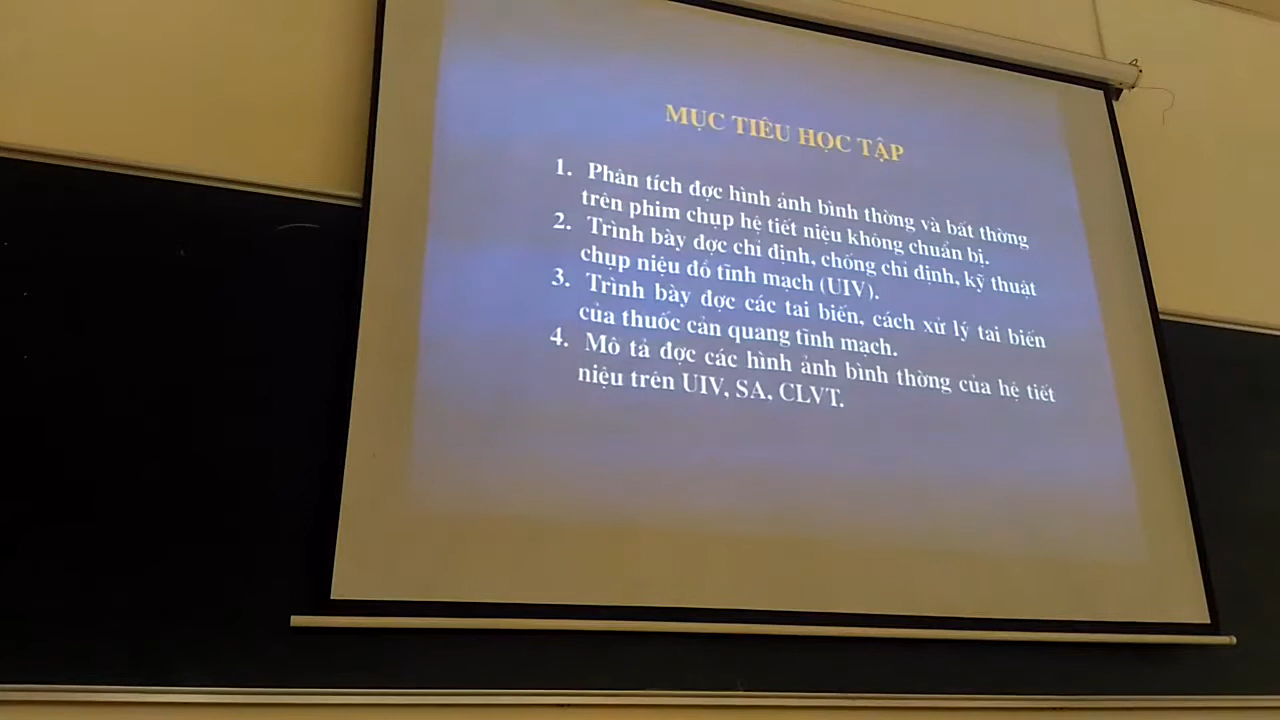 MỤC TIÊU HỌC TẬP
1. Phân tích đợc hình ảnh bình thờng và bất thờng
trên phim chụp hệ tiết niệu không chuẩn bị.
2. Trình bày đợc chỉ định, chống chỉ định, kỹ thuật
chụp niệu đồ tĩnh mạch (UIV).
3. Trình bày đợc các tai biến, cách xử lý tai biến
của thuốc cản quang tĩnh mạch.
4. Mô tả đợc các hình ảnh bình thờng của hệ tiết
niệu trên UIV, SA, CLVT.